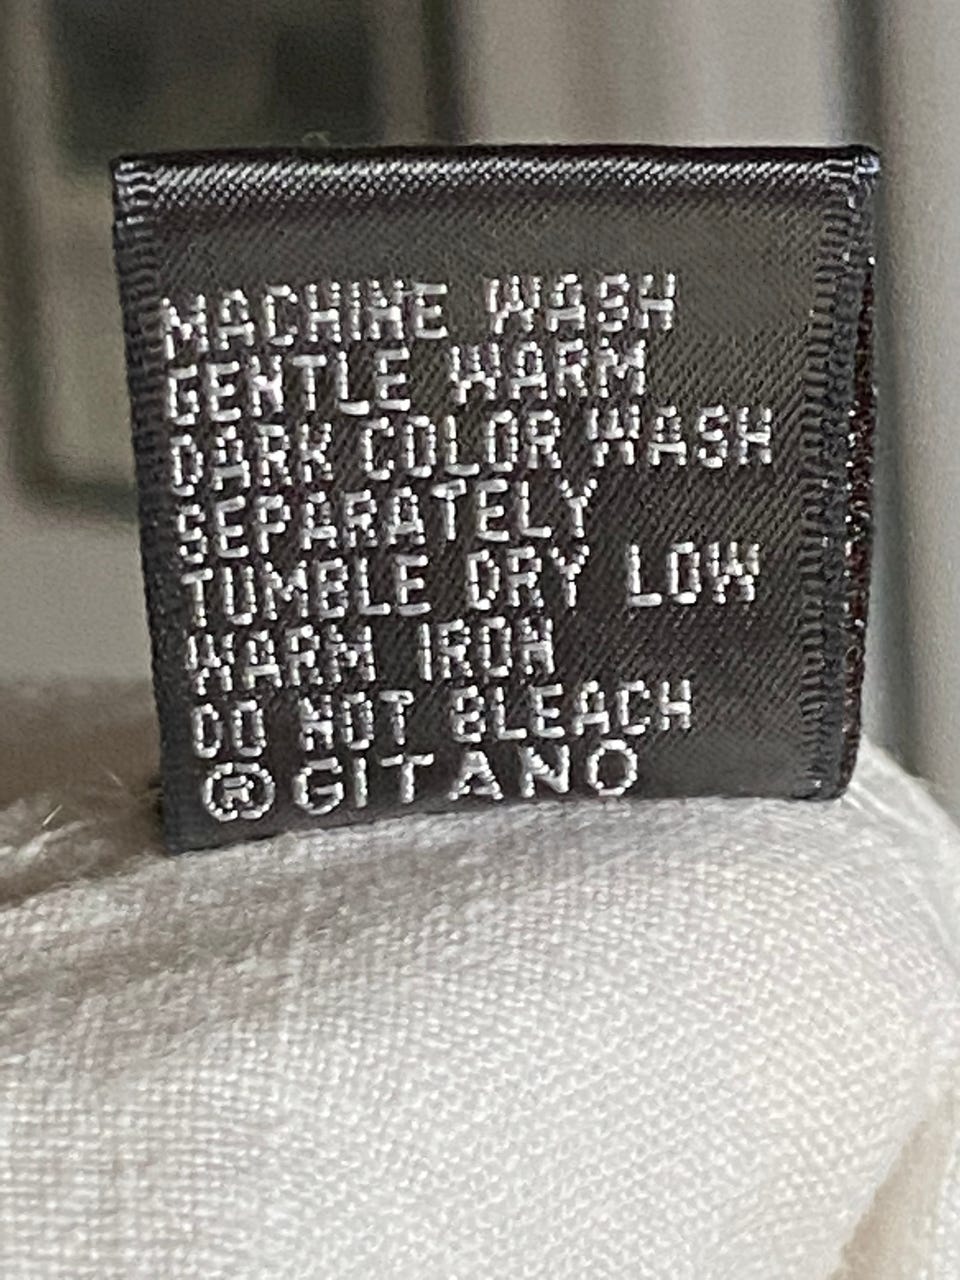 MACHINE WASH
GENTLE WARM
DARK COLOR WASH
SEPARATELY
TUMBLE DRY LOW
WARM IRON
DO NOT BLEACH
® GITANO